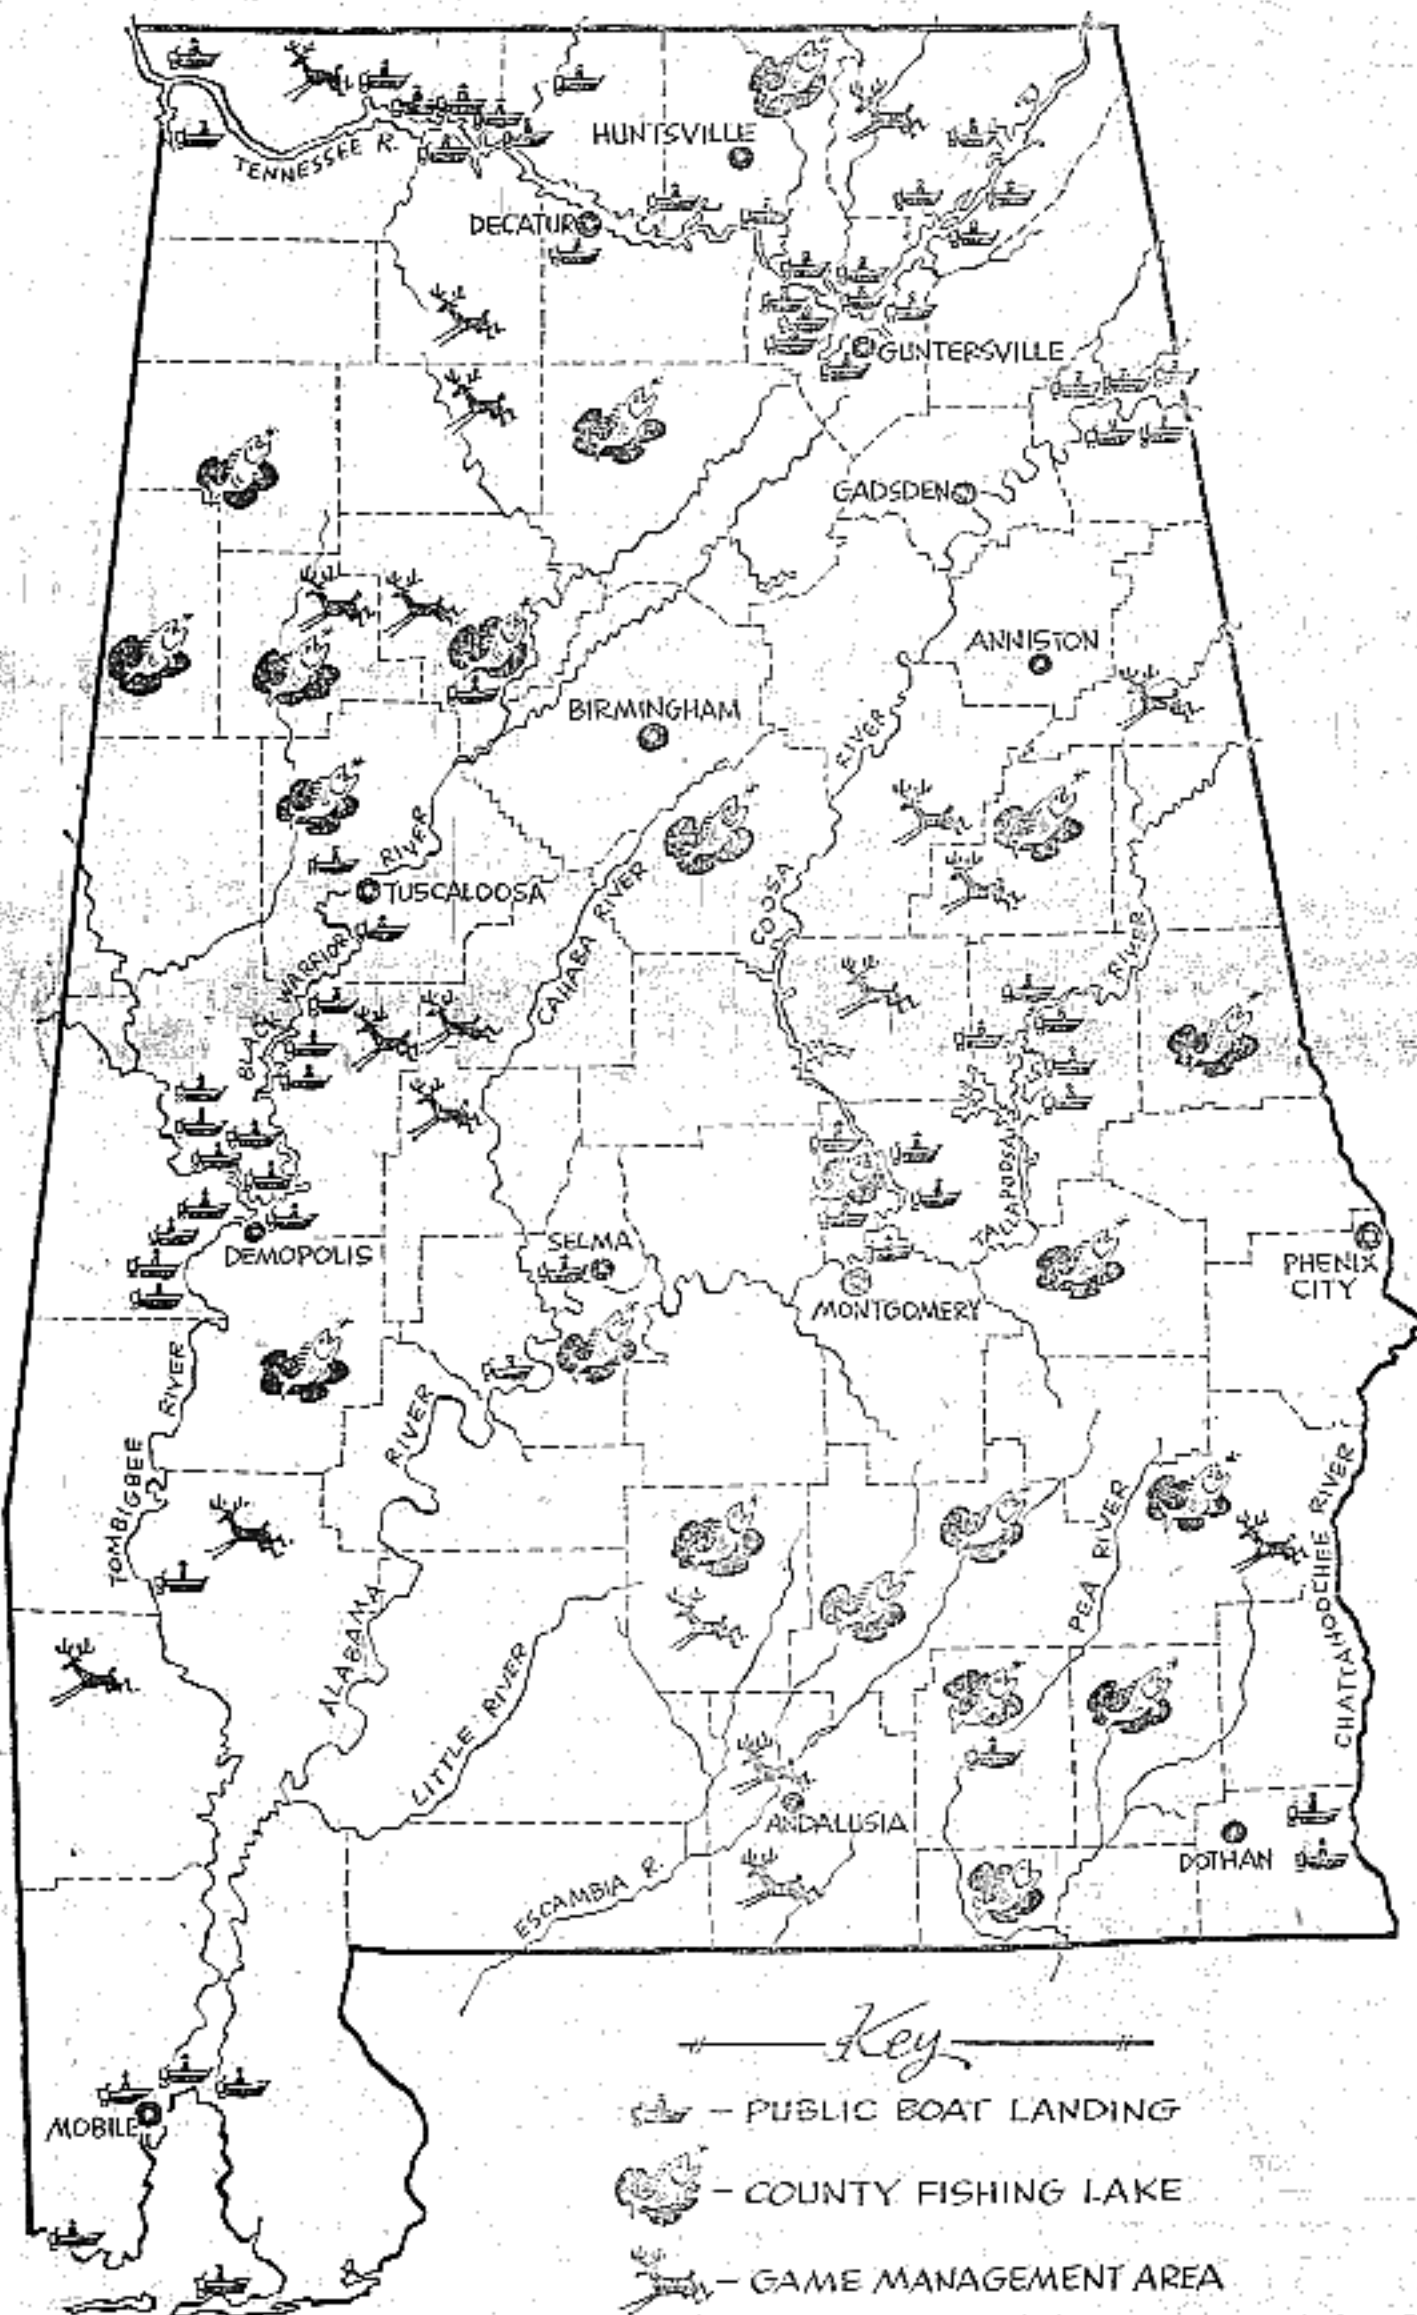 HUNTSVILLE
TENNESSEE R.
DECATUR
GUNTERSVILLE
GADSDEN
ANNISTON
BIRMINGHAM
RIVER
RIVER
TUSCALOOSA
COOSA
CAHABA RIVER
WARRIOR
RIVER
BLACK
TALLAPOOSA
DEMOPOLIS
SELMA
PHENIX
CITY
MONTGOMERY
RIVER
RIVER
TOMBIGBEE
ALABAMA
PEA RIVER
CHATTAHOOCHEE RIVER
LITTLE RIVER
ANDALUSIA
DOTHAN
ESCAMBIA R.
Key
MOBILE
- PUBLIC BOAT LANDING
- COUNTY FISHING LAKE
- GAME MANAGEMENT AREA